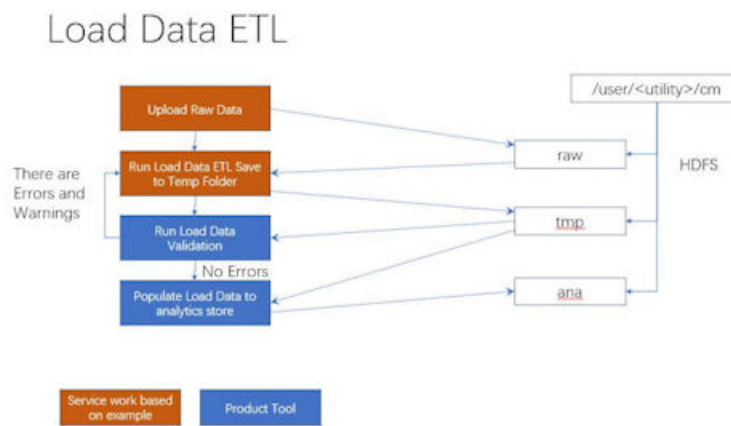 Load Data ETL
Upload Raw Data
/user/<utility>/cm
raw
HDFS
There are
Errors and
Warnings
Run Load Data ETL Save
to Temp Folder
tmp
Run Load Data
Validation
No Errors
Populate Load Data to
analytics store
ana
Service work based
on example
Product Tool